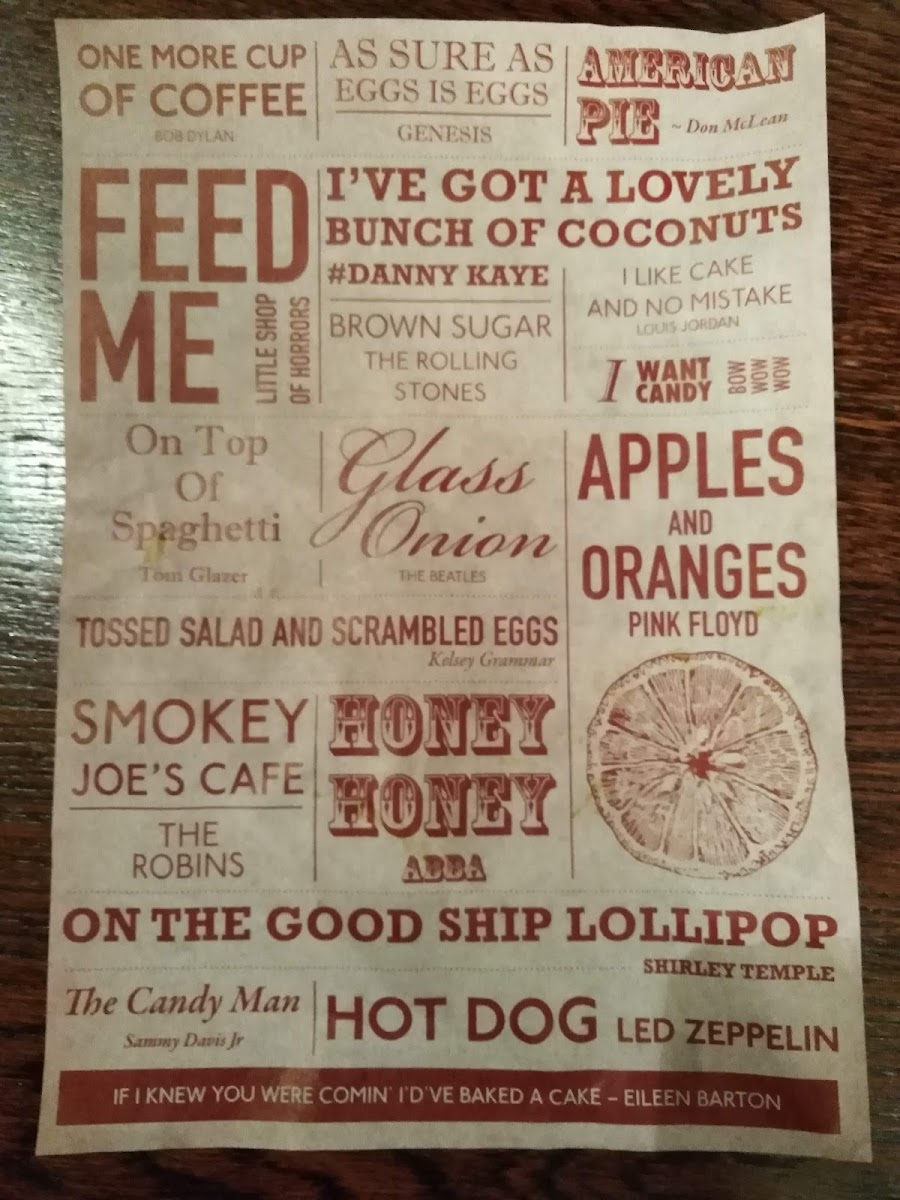 ONE MORE CUP
OF COFFEE
BOB DYLAN
AS SURE AS
EGGS IS EGGS
GENESIS
AMERICAN
PIE ~ Don McLean
FEED
ME
LITTLE SHOP
OF HORRORS
I'VE GOT A LOVELY
BUNCH OF COCONUTS
#DANNY KAYE
BROWN SUGAR
THE ROLLING
STONES
I LIKE CAKE
AND NO MISTAKE
LOUIS JORDAN
I WANT
CANDY
BOW
WOW
WOW
On Top
Of
Spaghetti
Tom Glazer
Glass
Onion
THE BEATLES
APPLES
AND
ORANGES
PINK FLOYD
TOSSED SALAD AND SCRAMBLED EGGS
Kelsey Grammar
SMOKEY
JOE'S CAFE
THE
ROBINS
HONEY
HONEY
ABBA
ON THE GOOD SHIP LOLLIPOP
SHIRLEY TEMPLE
The Candy Man
Sammy Davis Jr
HOT DOG LED ZEPPELIN
IF I KNEW YOU WERE COMIN' I'D'VE BAKED A CAKE – EILEEN BARTON